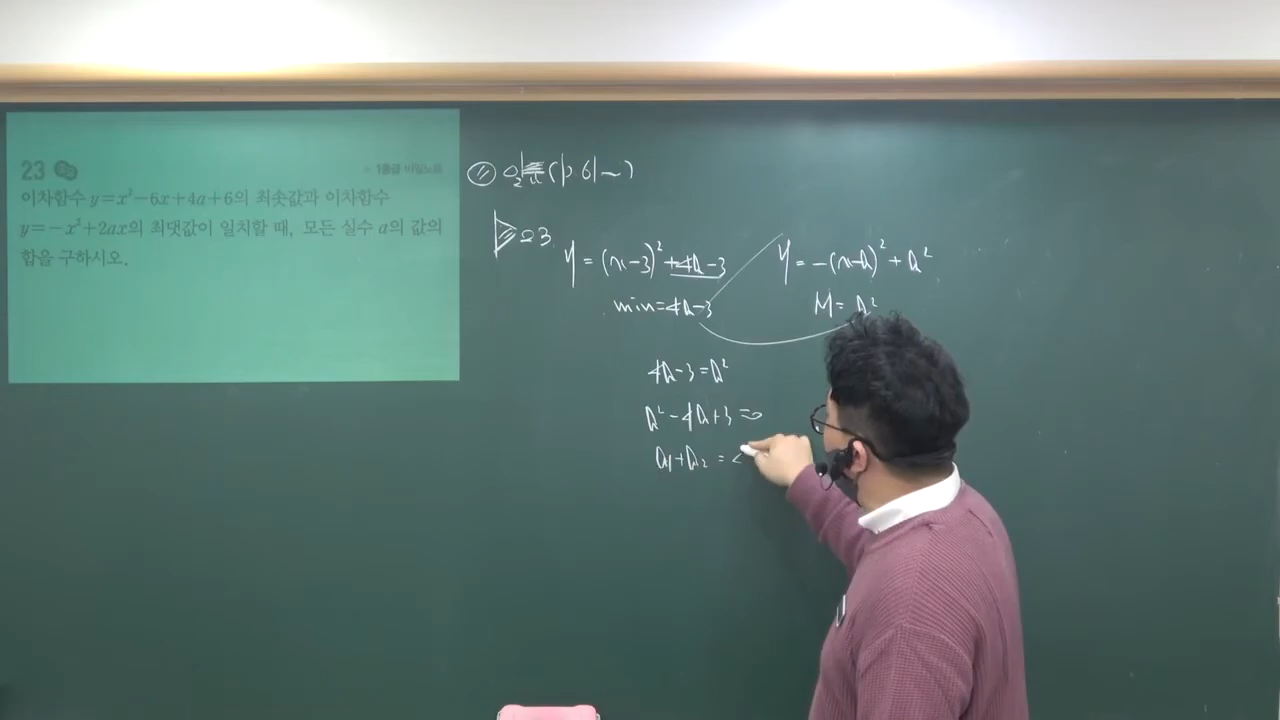 23
1등급 비밀노트
이차함수 y=x²-6x+4a+6의 최솟값과 이차함수
y=-x²+2ax의 최댓값이 일치할 때, 모든 실수 a의 값의
합을 구하시오.
(p 61~)
23
y=(x-3)²+4a-3
y=-(x-a)²+a²
min=4a-3
M=a²
4a-3=a²
a²-4a+3=0
a₁+a₂=